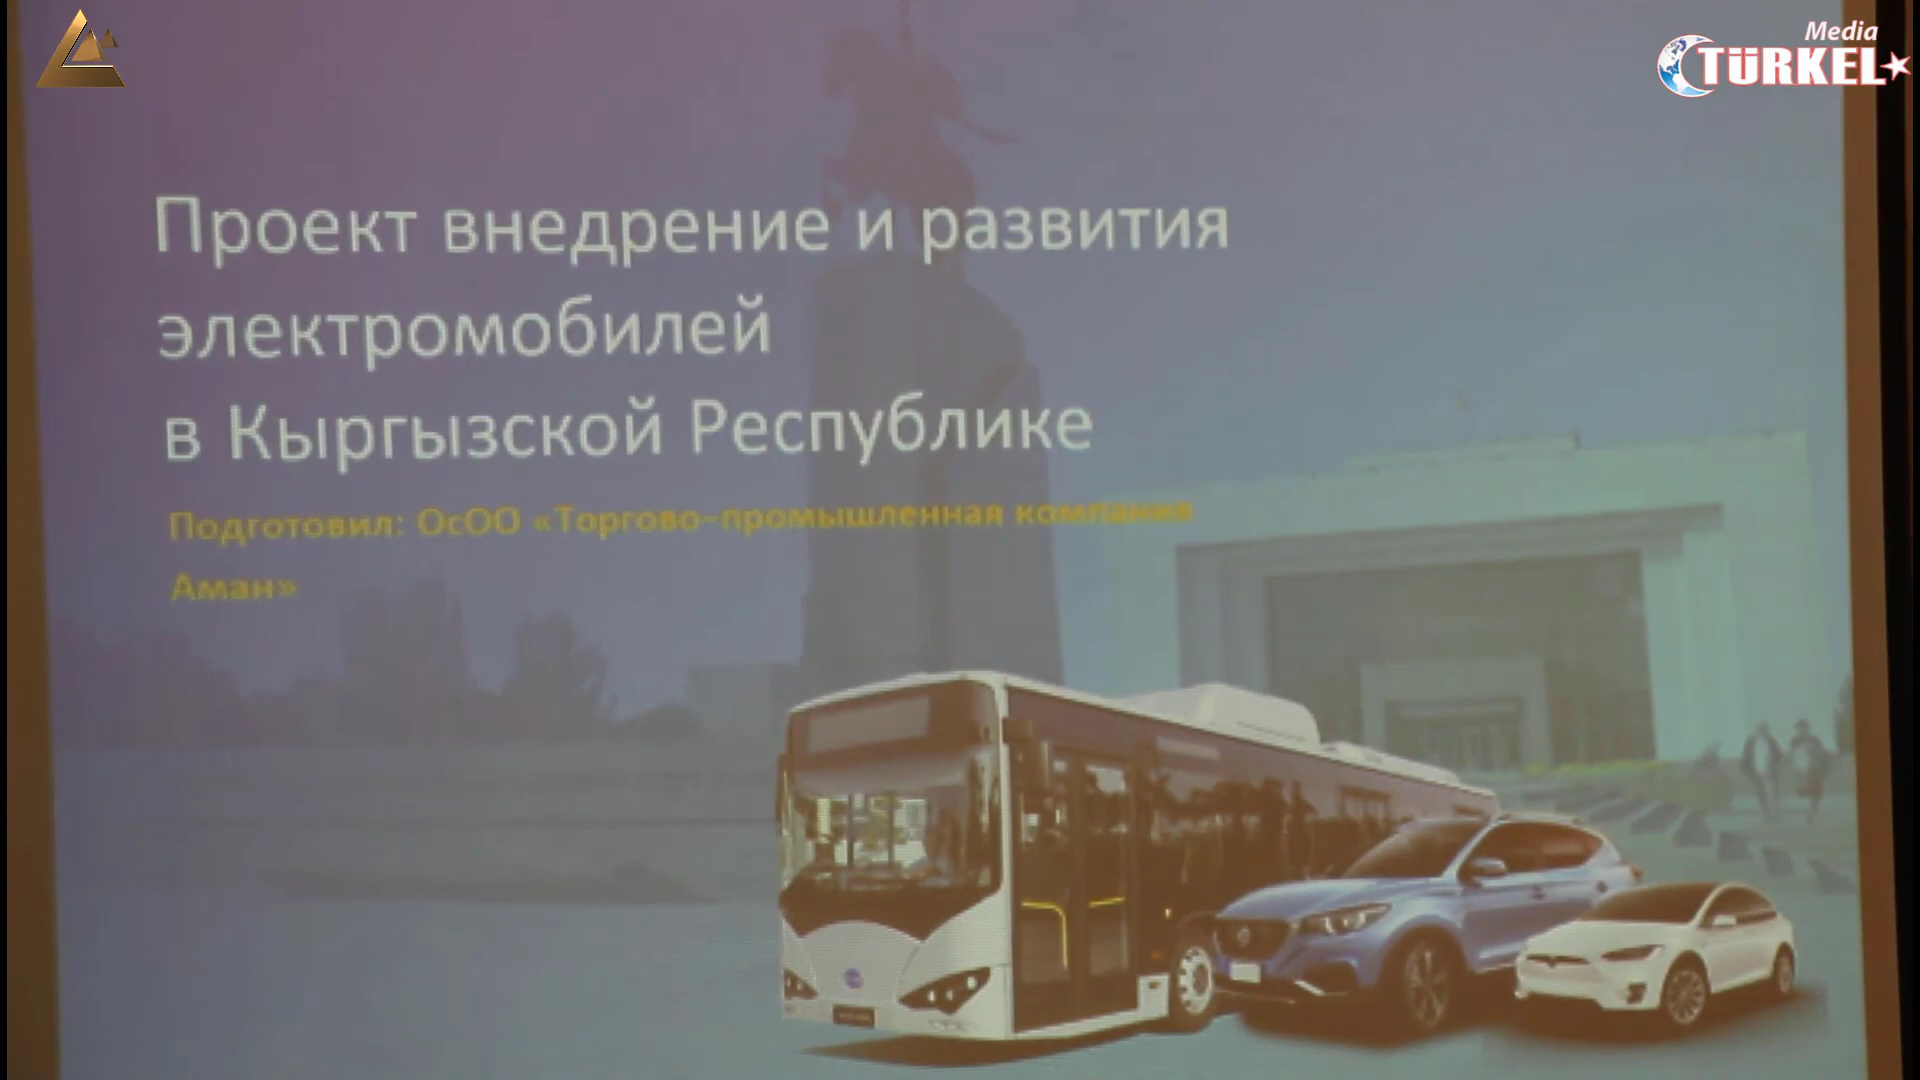 Media
TÜRKEL
Проект внедрение и развития
электромобилей
в Кыргызской Республике
Подготовил: ОсОО «Торгово-промышленная компания
Аман»